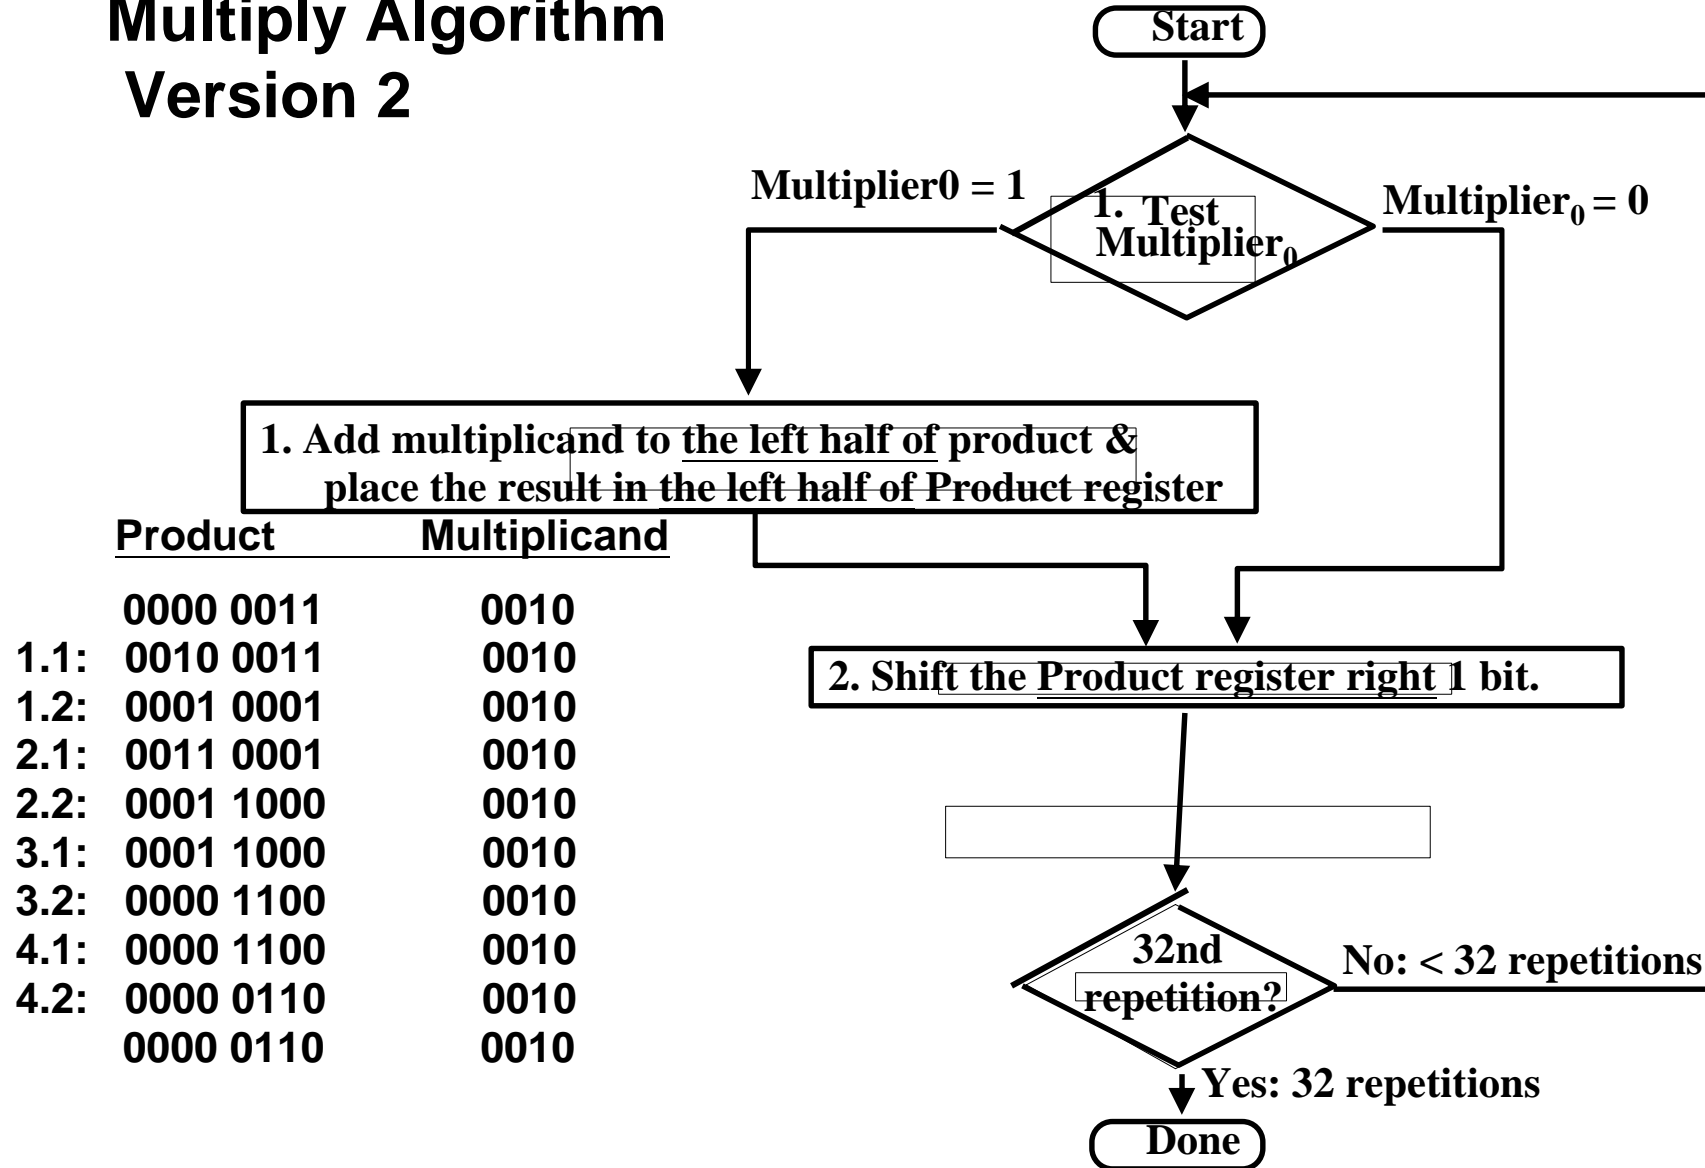 Multiply Algorithm
Version 2
Start
Multiplier0 = 1
1. Test
Multiplier₀
Multiplier₀ = 0
1. Add multiplicand to the left half of product &
place the result in the left half of Product register
Product Multiplicand
0000 0011 0010
1.1: 0010 0011 0010
1.2: 0001 0001 0010
2.1: 0011 0001 0010
2.2: 0001 1000 0010
3.1: 0001 1000 0010
3.2: 0000 1100 0010
4.1: 0000 1100 0010
4.2: 0000 0110 0010
0000 0110 0010
2. Shift the Product register right 1 bit.
32nd
repetition?
No: < 32 repetitions
Yes: 32 repetitions
Done